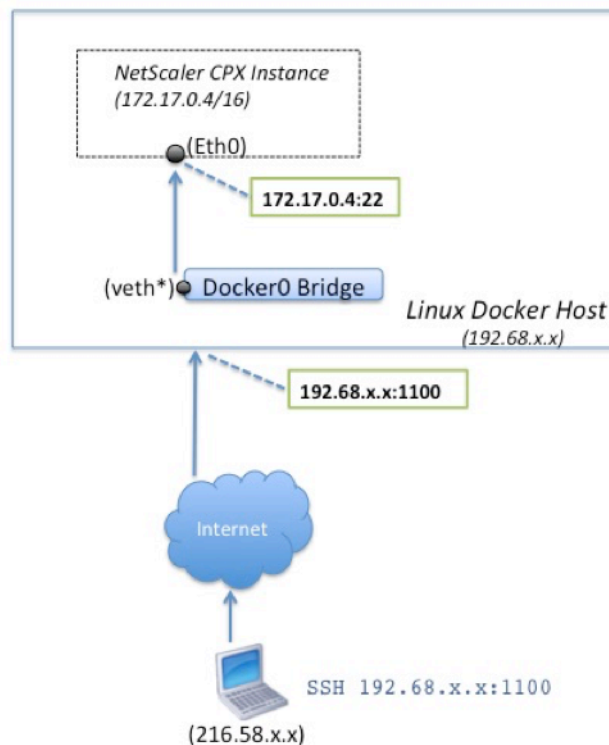 NetScaler CPX Instance
(172.17.0.4/16)
(Eth0)
172.17.0.4:22
(veth*)
Docker0 Bridge
Linux Docker Host
(192.68.x.x)
192.68.x.x:1100
Internet
SSH 192.68.x.x:1100
(216.58.x.x)